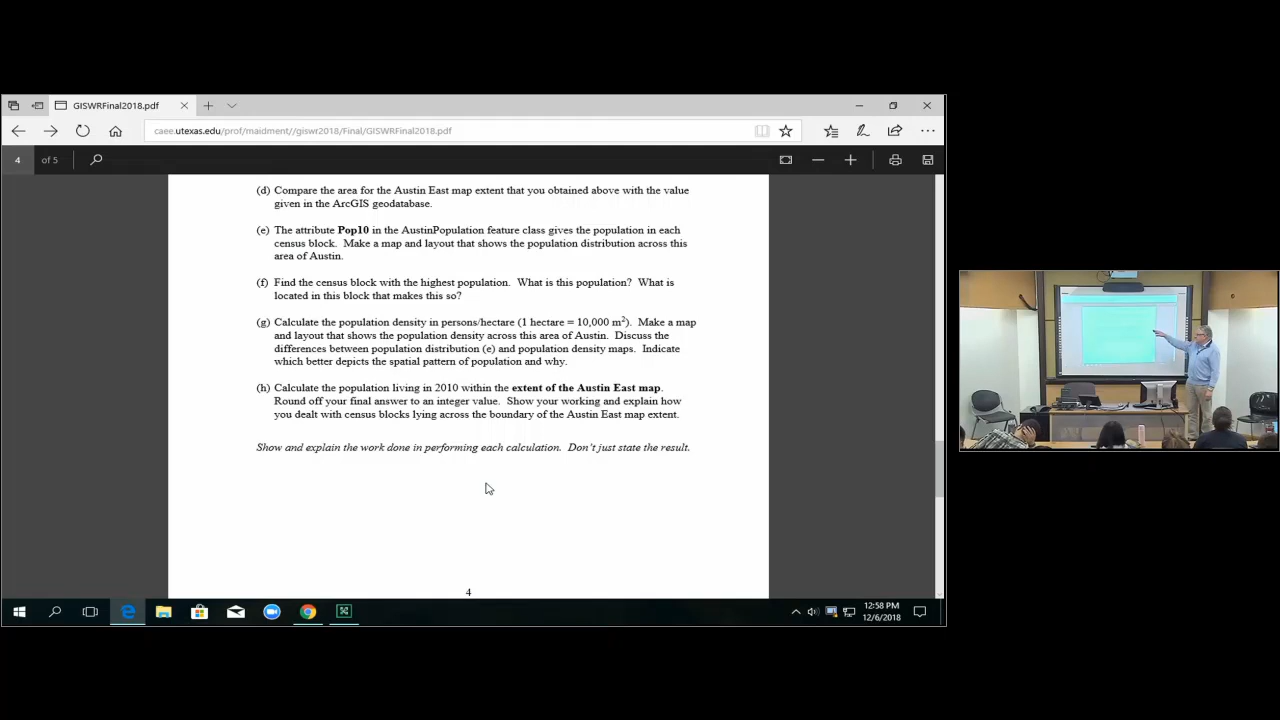 GISWRFinal2018.pdf
caee.utexas.edu/prof/maidment//giswr2018/Final/GISWRFinal2018.pdf
4 of 5
(d) Compare the area for the Austin East map extent that you obtained above with the value
given in the ArcGIS geodatabase.
(e) The attribute Pop10 in the AustinPopulation feature class gives the population in each
census block. Make a map and layout that shows the population distribution across this
area of Austin.
(f) Find the census block with the highest population. What is this population? What is
located in this block that makes this so?
(g) Calculate the population density in persons/hectare (1 hectare = 10,000 m²). Make a map
and layout that shows the population density across this area of Austin. Discuss the
differences between population distribution (e) and population density maps. Indicate
which better depicts the spatial pattern of population and why.
(h) Calculate the population living in 2010 within the extent of the Austin East map.
Round off your final answer to an integer value. Show your working and explain how
you dealt with census blocks lying across the boundary of the Austin East map extent.
Show and explain the work done in performing each calculation. Don't just state the result.
4
12:58 PM
12/6/2018